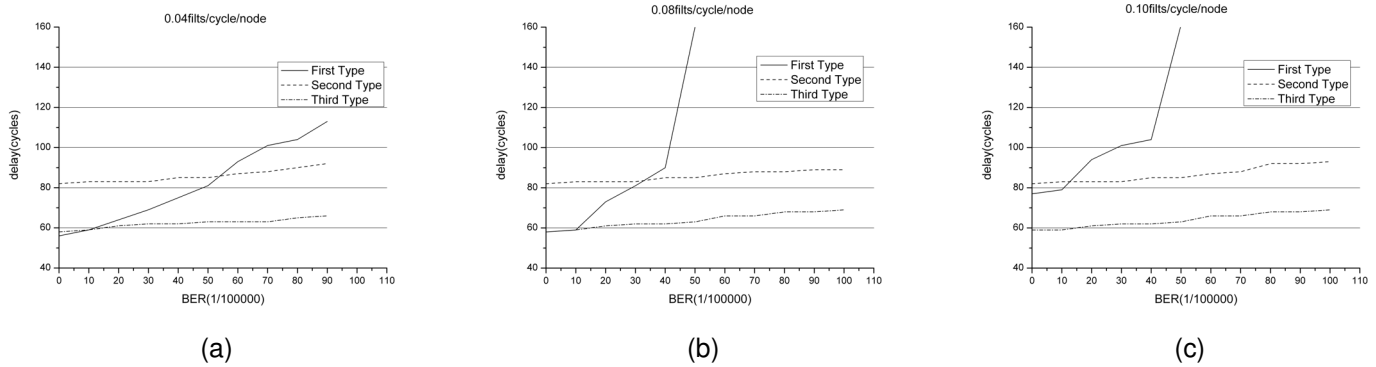 0.04filts/cycle/node
160
140
120
100
80
60
40
delay(cycles)
First Type
Second Type
Third Type
0 10 20 30 40 50 60 70 80 90 100 110
BER(1/100000)
(a)
0.08filts/cycle/node
160
140
120
100
80
60
40
delay(cycles)
First Type
Second Type
Third Type
0 10 20 30 40 50 60 70 80 90 100 110
BER(1/100000)
(b)
0.10filts/cycle/node
160
140
120
100
80
60
40
delay(cycles)
First Type
Second Type
Third Type
0 10 20 30 40 50 60 70 80 90 100 110
BER(1/100000)
(c)